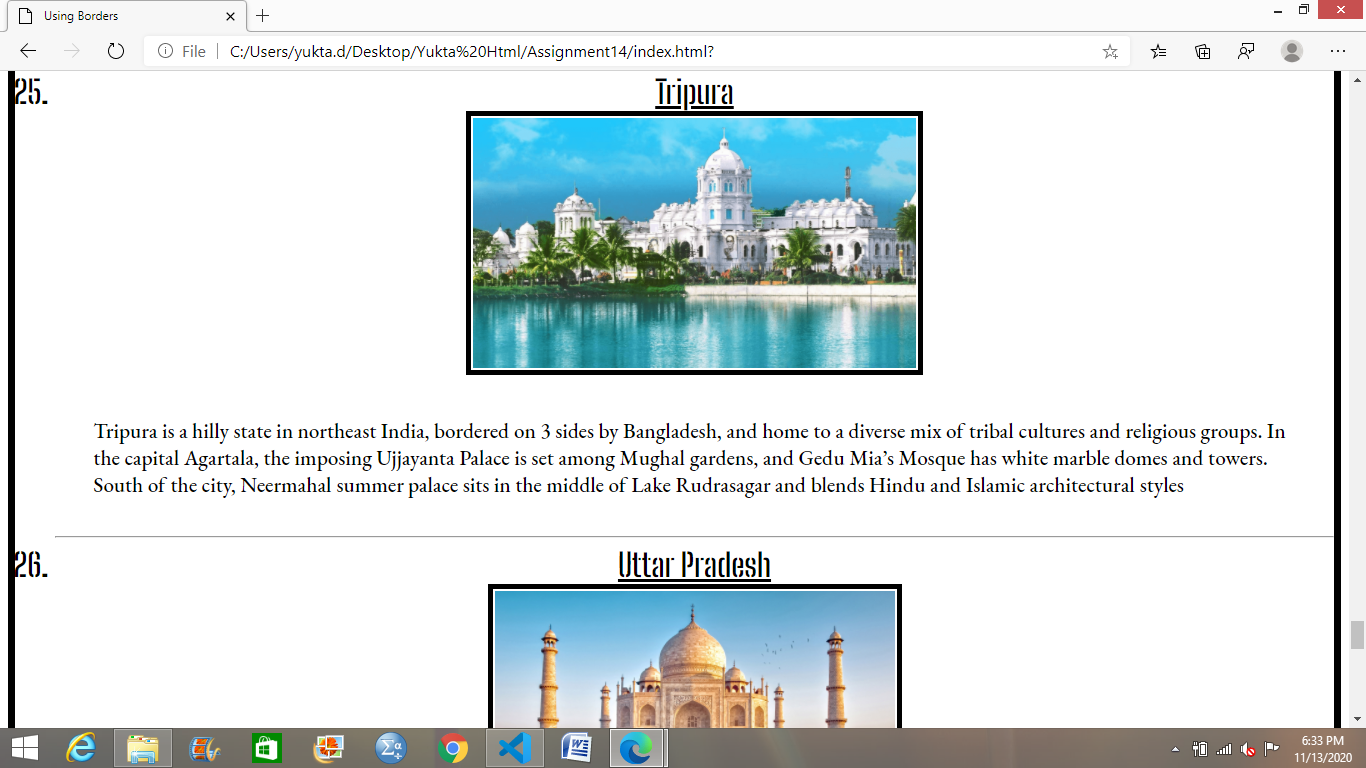 Using Borders
File
C:/Users/yukta.d/Desktop/Yukta%20Html/Assignment14/index.html?
25.
Tripura
Tripura is a hilly state in northeast India, bordered on 3 sides by Bangladesh, and home to a diverse mix of tribal cultures and religious groups. In
the capital Agartala, the imposing Ujjayanta Palace is set among Mughal gardens, and Gedu Mia’s Mosque has white marble domes and towers.
South of the city, Neermahal summer palace sits in the middle of Lake Rudrasagar and blends Hindu and Islamic architectural styles
26.
Uttar Pradesh
6:33 PM
11/13/2020